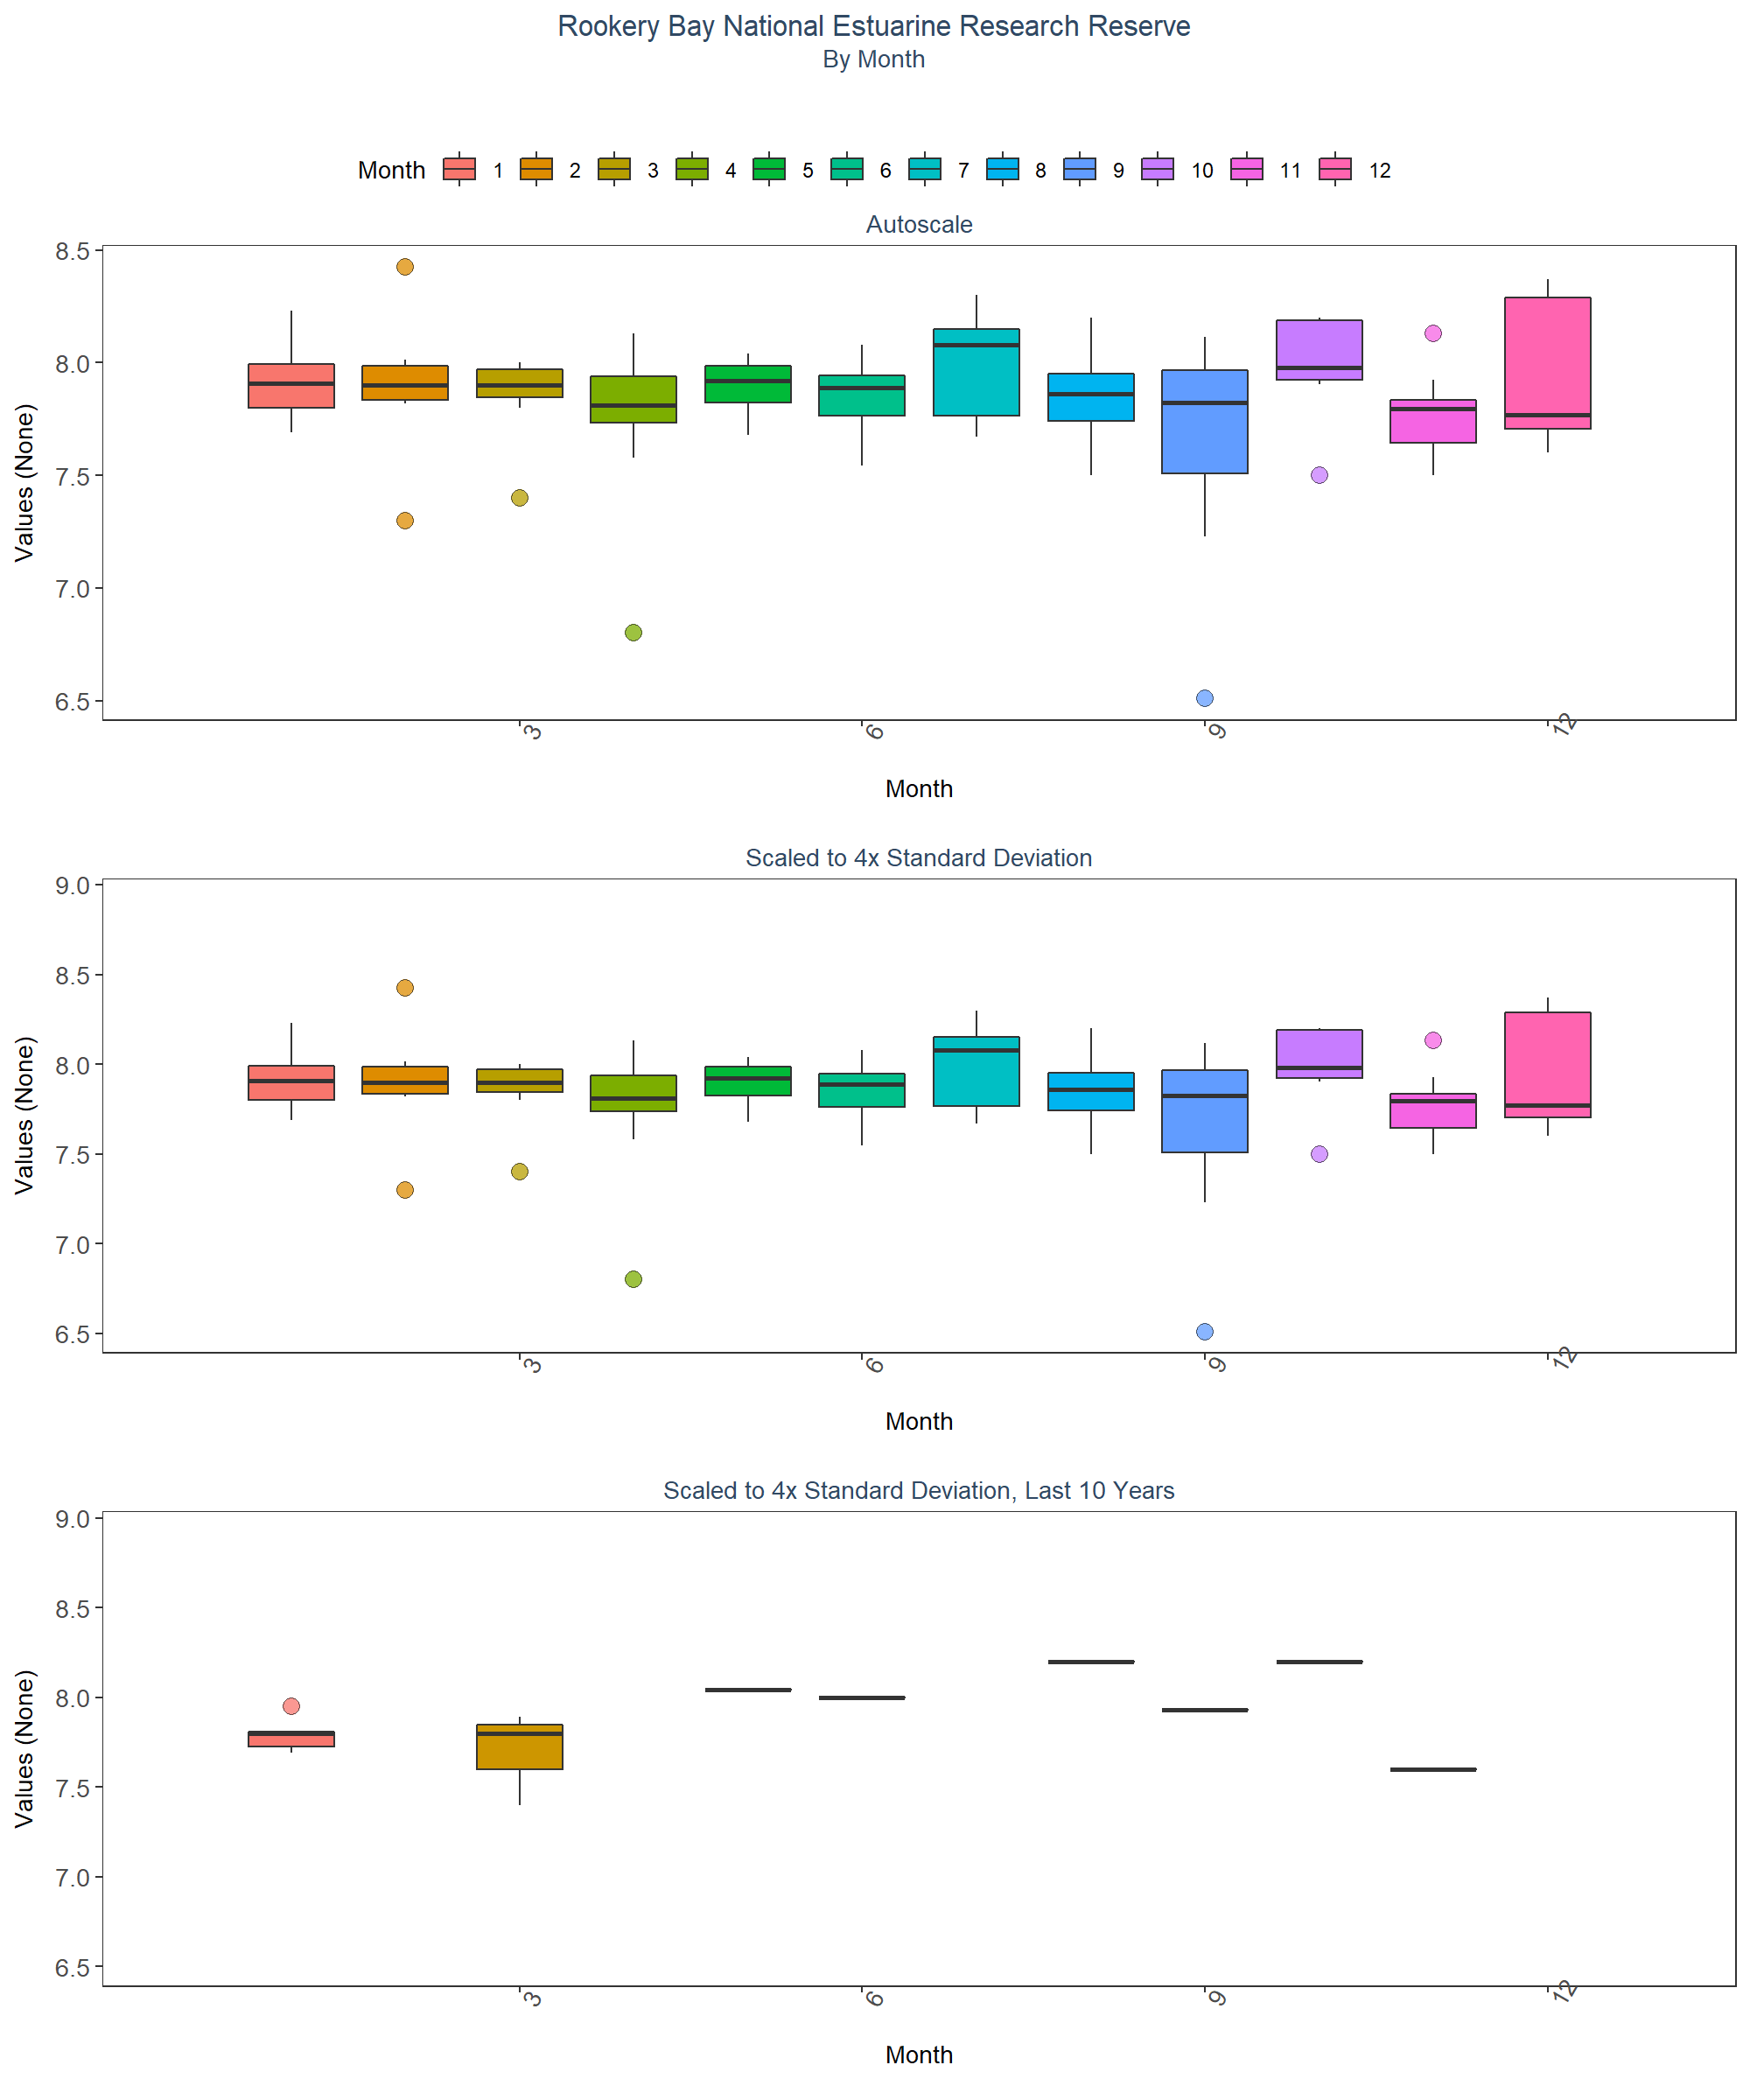 Rookery Bay National Estuarine Research Reserve
By Month
Month 1 2 3 4 5 6 7 8 9 10 11 12
Autoscale
Values (None)
8.5
8.0
7.5
7.0
6.5
3 6 9 12
Month
Scaled to 4x Standard Deviation
Values (None)
9.0
8.5
8.0
7.5
7.0
6.5
3 6 9 12
Month
Scaled to 4x Standard Deviation, Last 10 Years
Values (None)
9.0
8.5
8.0
7.5
7.0
6.5
3 6 9 12
Month